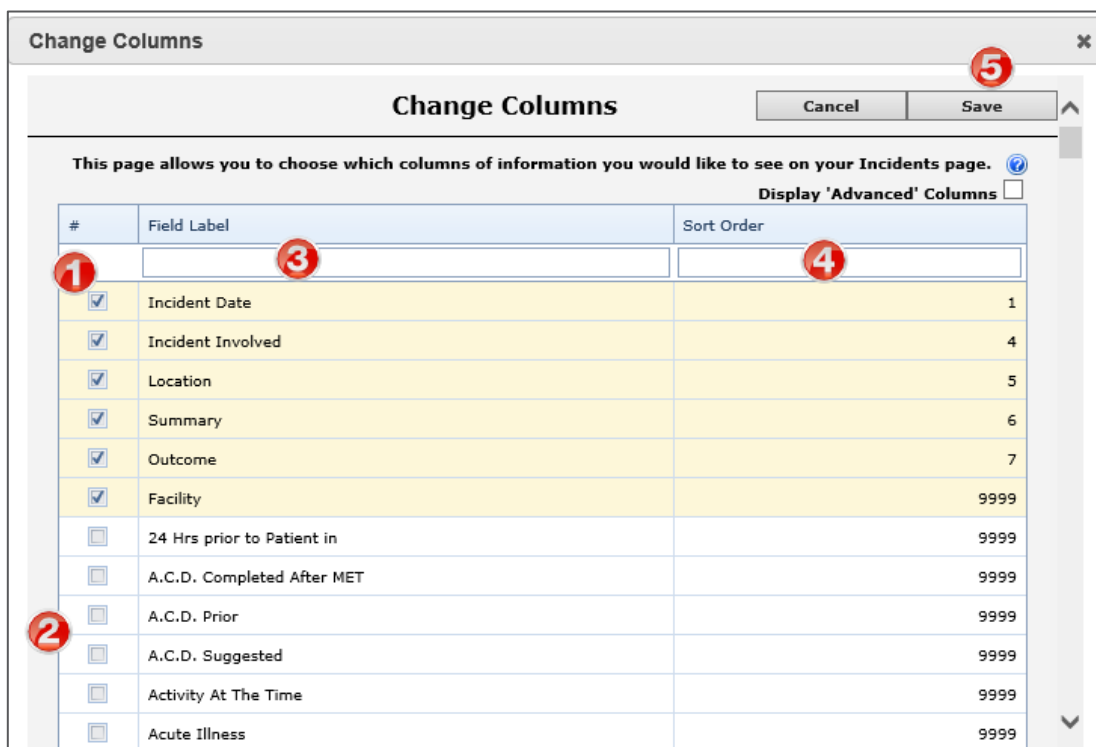 Change Columns
5
Change Columns
Cancel
Save
This page allows you to choose which columns of information you would like to see on your Incidents page.
Display 'Advanced' Columns
# Field Label Sort Order
1 3 4
Incident Date 1
Incident Involved 4
Location 5
Summary 6
Outcome 7
Facility 9999
24 Hrs prior to Patient in 9999
A.C.D. Completed After MET 9999
A.C.D. Prior 9999
2
A.C.D. Suggested 9999
Activity At The Time 9999
Acute Illness 9999